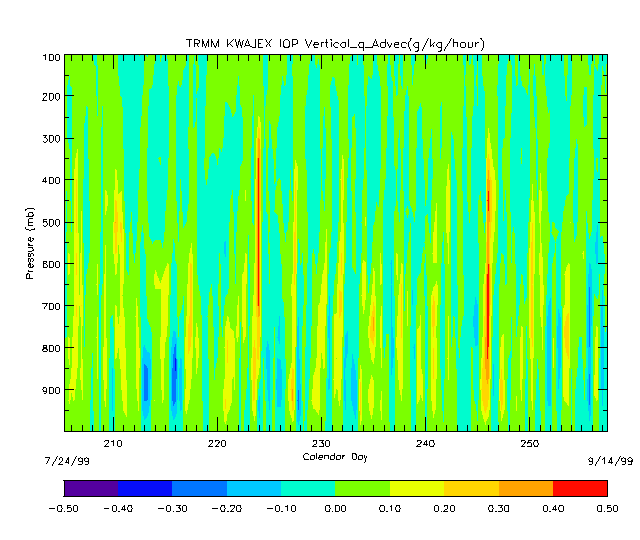 TRMM KWAJEX IOP Vertical_q_Advec(g/kg/hour)
100
200
300
400
500
600
700
800
900
Pressure (mb)
210 220 230 240 250
Calendar Day
7/24/99 9/14/99
-0.50 -0.40 -0.30 -0.20 -0.10 0.00 0.10 0.20 0.30 0.40 0.50